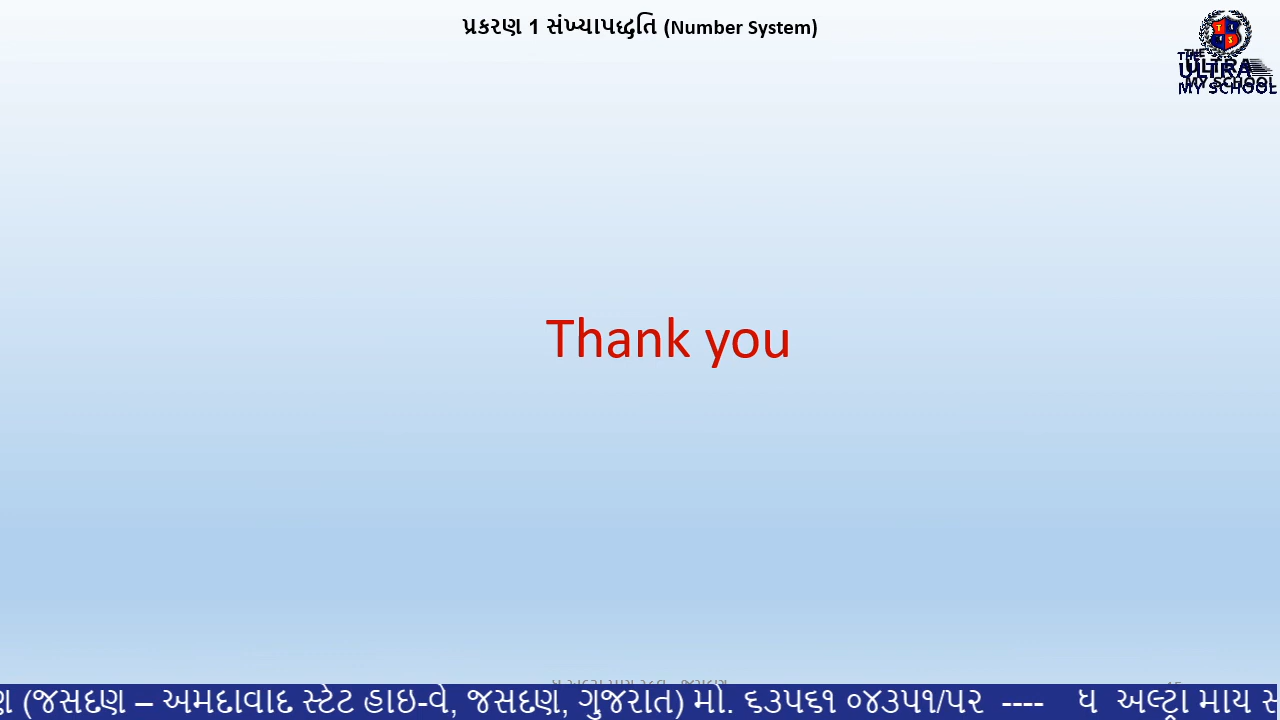 પ્રકરણ 1 સંખ્યાપદ્ધતિ (Number System)
THE
ULTRA
MY SCHOOL
Thank you
(જસદણ – અમદાવાદ સ્ટેટ હાઇ-વે, જસદણ, ગુજરાત) મો. ૬૩૫૬૧ ૦૪૩૫૧/૫૨ ---- ધ અલ્ટ્રા માય